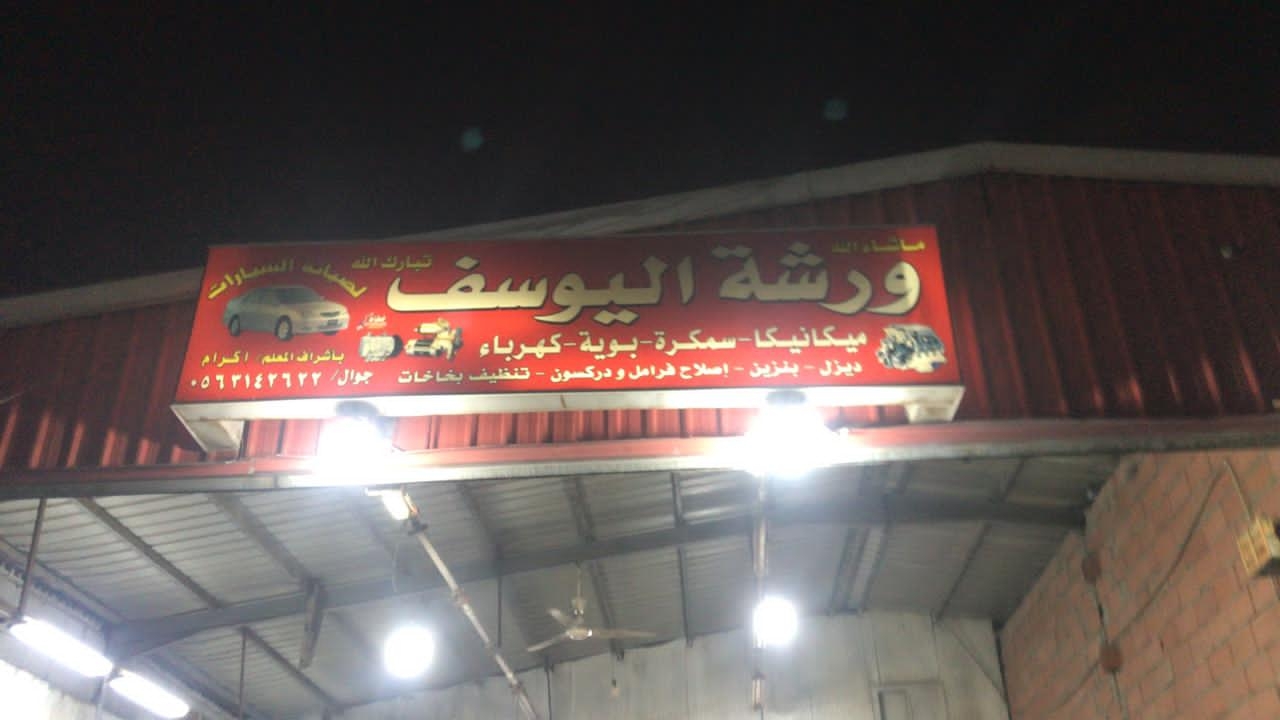 ماشاء الله
تبارك الله
ورشة اليوسف
لصيانة السيارات
ميكانيكا - سمكرة - بوية - كهرباء
ديزل - بنزين - إصلاح فرامل و دركسون - تنظيف بخاخات
باشراف المعلم / اكرام
جوال / ٠٥٦٣١٤٢٦٢٢